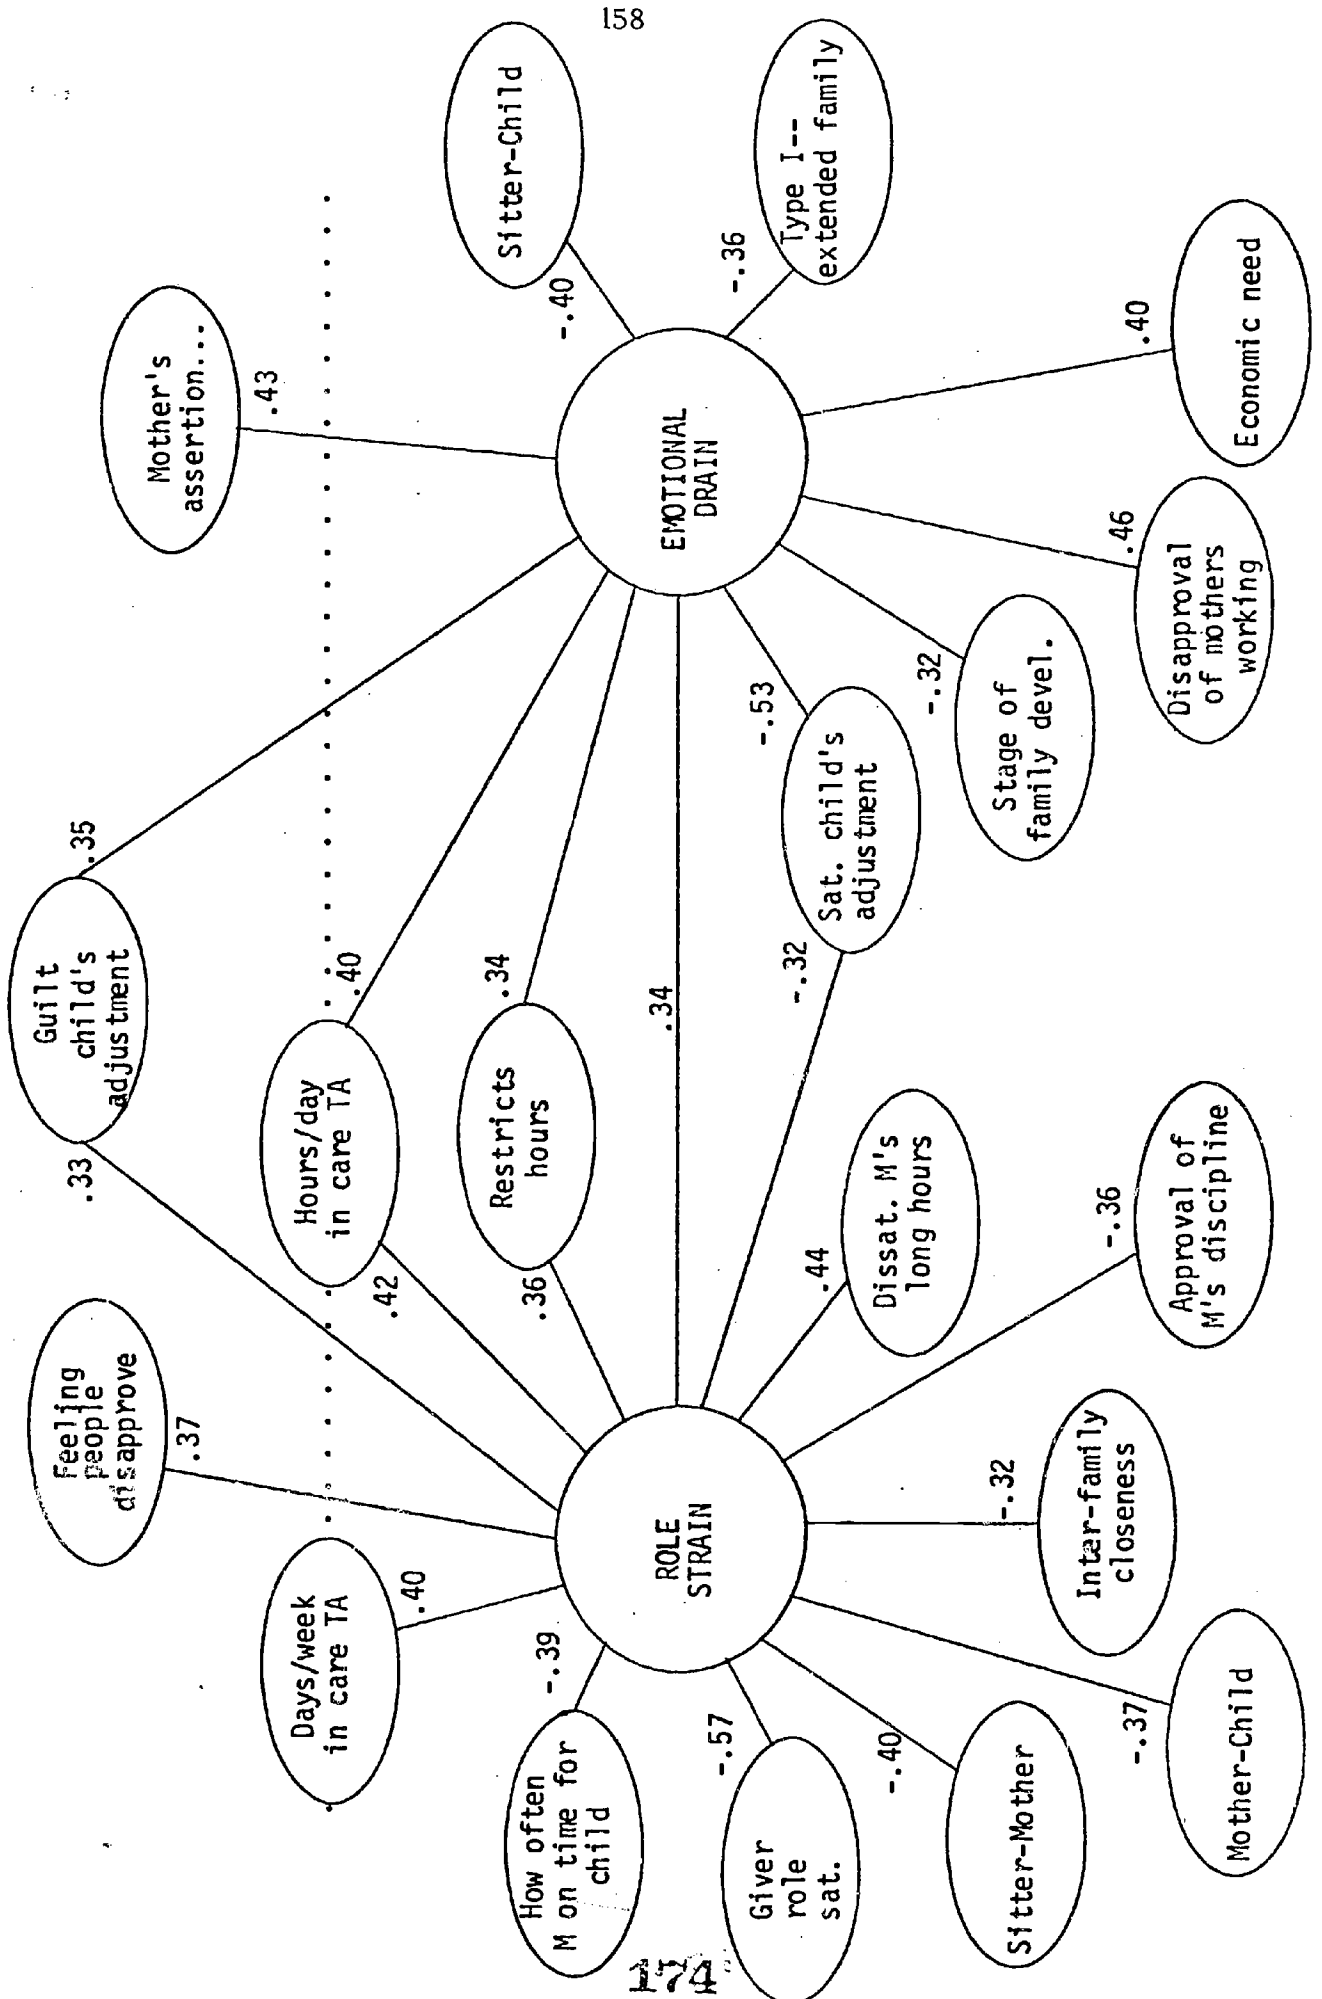 158
Feeling
people
disapprove
.37
Guilt
child's
adjustment
.33
.35
Mother's
assertion...
.43
Days/week
in care TA
.40
Hours/day
in care TA
.42
.40
Restricts
hours
.36
.34
Sitter-Child
-.40
How often
M on time for
child
-.39
ROLE
STRAIN
.34
EMOTIONAL
DRAIN
Type I--
extended family
-.36
Giver
role
sat.
-.57
Sat. child's
adjustment
-.32
-.53
Dissat. M's
long hours
.44
Sitter-Mother
-.40
Stage of
family devel.
-.32
Inter-family
closeness
-.32
Approval of
M's discipline
-.36
Disapproval
of mothers
working
.46
Mother-Child
-.37
Economic need
.40
174